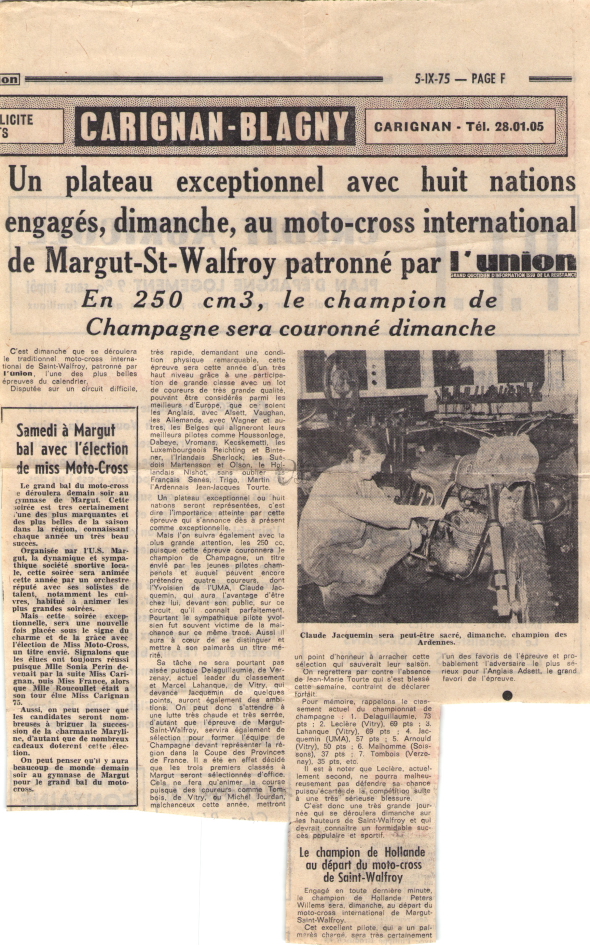 ion
5-IX-75 — PAGE F
LICITE
TS
CARIGNAN-BLAGNY
CARIGNAN - Tél. 28.01.05
Un plateau exceptionnel avec huit nations
engagés, dimanche, au moto-cross international
de Margut-St-Walfroy patronné par l'union
GRAND QUOTIDIEN D'INFORMATION ISSU DE LA RESISTANCE
En 250 cm3, le champion de
Champagne sera couronné dimanche
C'est dimanche que se déroulera
le traditionnel moto-cross interna-
tional de Saint-Walfroy, patronné par
l'union, l'une des plus belles
épreuves du calendrier.
Disputée sur un circuit difficile,
Samedi à Margut
bal avec l'élection
de miss Moto-Cross
Le grand bal du moto-cross
se déroulera demain soir au
gymnase de Margut. Cette
soirée est très certainement
l'une des plus marquantes et
des plus belles de la saison
dans la région, connaissant
chaque année un très beau
succès.
Organisée par l'U.S. Mar-
gut, la dynamique et sympa-
thique société sportive loca-
le, cette soirée sera animée
cette année par un orchestre
réputé avec ses solistes de
talent, notamment les cui-
vres, habitué à animer les
plus grandes soirées.
Mais cette soirée excep-
tionnelle, sera une nouvelle
fois placée sous le signe du
charme et de la grâce avec
l'élection de Miss Moto-Cross,
un titre envié. Signalons que
les élues ont toujours réussi
puisque Mlle Sonia Perin de-
venait par la suite Miss Cari-
gnan, puis Miss France, alors
que Mlle Roucoullet était à
son tour élue Miss Carignan
75.
Aussi, on peut penser que
les candidates seront nom-
breuses à briguer la succes-
sion de la charmante Maryli-
ne, d'autant que de nombreux
cadeaux doteront cette élec-
tion.
On peut penser qu'il y aura
beaucoup de monde demain
soir au gymnase de Margut
pour le grand bal du moto-
cross.
très rapide, demandant une condi-
tion physique remarquable, cette
épreuve sera cette année d'un très
haut niveau grâce à une participa-
tion de grande classe avec un lot
de coureurs de très grande qualité,
pouvant être considérés parmi les
meilleurs d'Europe, que ce soient
les Anglais, avec Alsett, Vaughan,
les Allemands, avec Wagner et au-
tres, les Belges qui aligneront leurs
meilleurs pilotes comme Houssonloge,
Dabeye, Vromans, Kecskemetti, les
Luxembourgeois Reichting et Binte-
ner, l'Irlandais Sherlock, les Sué-
dois Martensson et Olson, le Hol-
landais Nishot, sans oublier les
Français Senés, Trigo, Martin et
l'Ardennais Jean-Jacques Tourte.
Un plateau exceptionnel ou huit
nations seront représentées, c'est
dire l'importance atteinte par cette
épreuve qui s'annonce dès à présent
comme exceptionnelle.
Mais l'on suivra également avec la
plus grande attention, les 250 cc,
puisque cette épreuve couronnera le
champion de Champagne, un titre
envié par les jeunes pilotes cham-
penois et auquel peuvent encore
prétendre quatre coureurs, dont
l'Yvoisien de l'UMA, Claude Jac-
quemin, qui aura l'avantage d'être
chez lui, devant son public, sur ce
circuit qu'il connaît parfaitement.
Pourtant le sympathique pilote yvoi-
sien fut souvent victime de la mal-
chance sur ce même tracé. Aussi il
aura à cœur de se distinguer et
mettre à son palmarès un titre mé-
rité.
Sa tâche ne sera pourtant pas
aisée puisque Delaguillaumie, de Ver-
zenay, actuel leader du classement
et Marcel Lahanque, de Vitry, qui
devance Jacquemin de quelques
points, auront également des ambi-
tions. On peut donc s'attendre à
une lutte très chaude et très serrée,
d'autant que l'épreuve de Margut-
Saint-Walfroy, servira également de
sélection pour former l'équipe de
Champagne devant représenter la ré-
gion dans la Coupe des Provinces
de France. Il a été en effet décidé
que les trois premiers classés à
Margut seront sélectionnés d'office.
Cela ne fera qu'animer, la course
puisque des coureurs comme Tom-
bois, de Vitry, ou Michel Jourdan,
malchanceux cette année, mettront
Claude Jacquemin sera peut-être sacré, dimanche, champion des
Ardennes.
un point d'honneur à arracher cette
sélection qui sauverait leur saison.
On regrettera par contre l'absence
de Jean-Marie Tourte qui s'est blessé
cette semaine, contraint de déclarer
forfait.
Pour mémoire, rappelons le clas-
sement actuel du championnat de
champagne : 1. Delaguillaumie, 73
pts ; 2. Leclère (Vitry), 69 pts ; 3.
Lahanque (Vitry), 69 pts ; 4. Jac-
quemin (UMA), 57 pts ; 5. Arnould
(Vitry), 50 pts ; 6. Malhomme (Sois-
sons), 37 pts ; 7. Tombois (Verze-
nay), 35 pts, etc.
Il est à noter que Leclère, actuel-
lement second, ne pourra malheu-
reusement pas défendre sa chance
puisqu'écarté de la compétition suite
à une très sérieuse blessure.
C'est donc une très grande jour-
née qui se déroulera dimanche sur
les hauteurs de Saint-Walfroy et qui
devrait connaître un formidable suc-
cès populaire et sportif.
Le champion de Hollande
au départ du moto-cross
de Saint-Walfroy
Engagé en toute dernière minute,
le champion de Hollande Peters
Willems sera, dimanche, au départ du
moto-cross international de Margut-
Saint-Walfroy.
Cet excellent pilote, qui a un pal-
marès chargé, sera très certainement
l'un des favoris de l'épreuve et pro-
bablement l'adversaire le plus sé-
rieux pour l'Anglais Adsett, le grand
favori de l'épreuve.